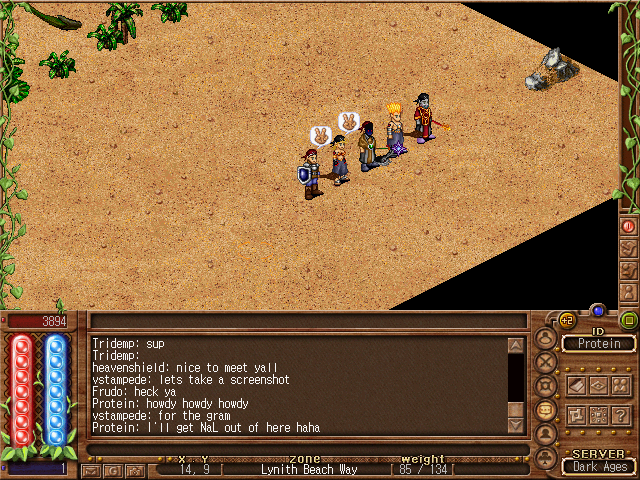 3894
Tridemp: sup
Tridemp:
heavenshield: nice to meet yall
vstampede: lets take a screenshot
Frudo: heck ya
Protein: howdy howdy howdy
vstampede: for the gram
Protein: I'll get NaL out of here haha
+2
ID
Protein
SERVER
Dark Ages
1
x y zone weight
14, 9 Lynith Beach Way 85 / 134